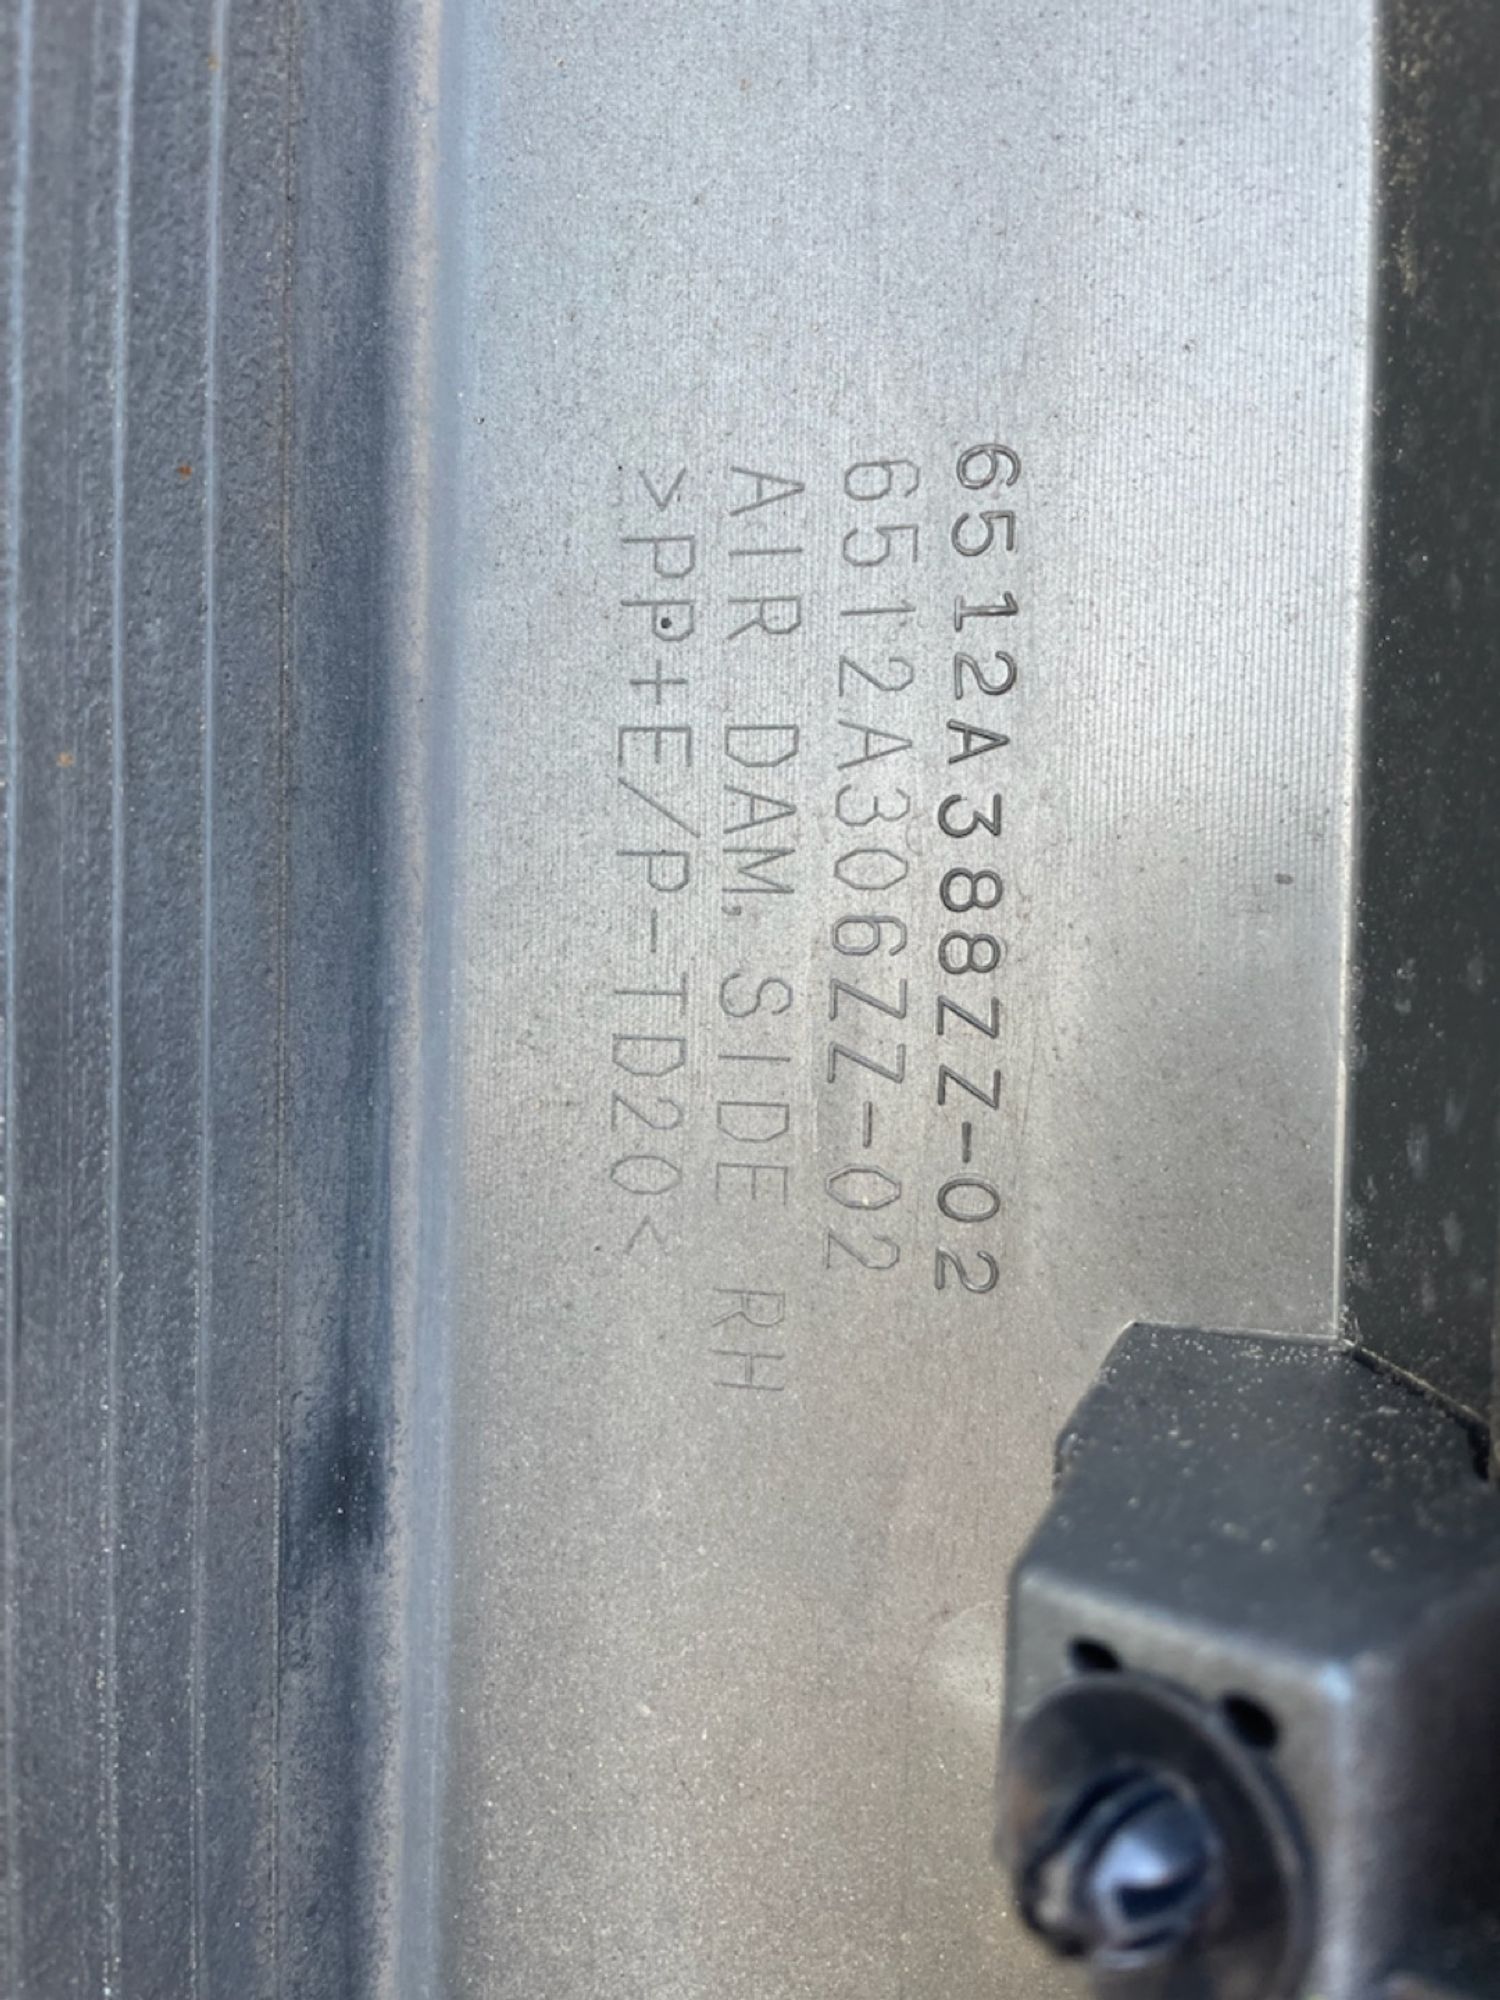 6512A388ZZ-02
6512A306ZZ-02
AIR DAM, SIDE RH
>PP+E/P-TD20<